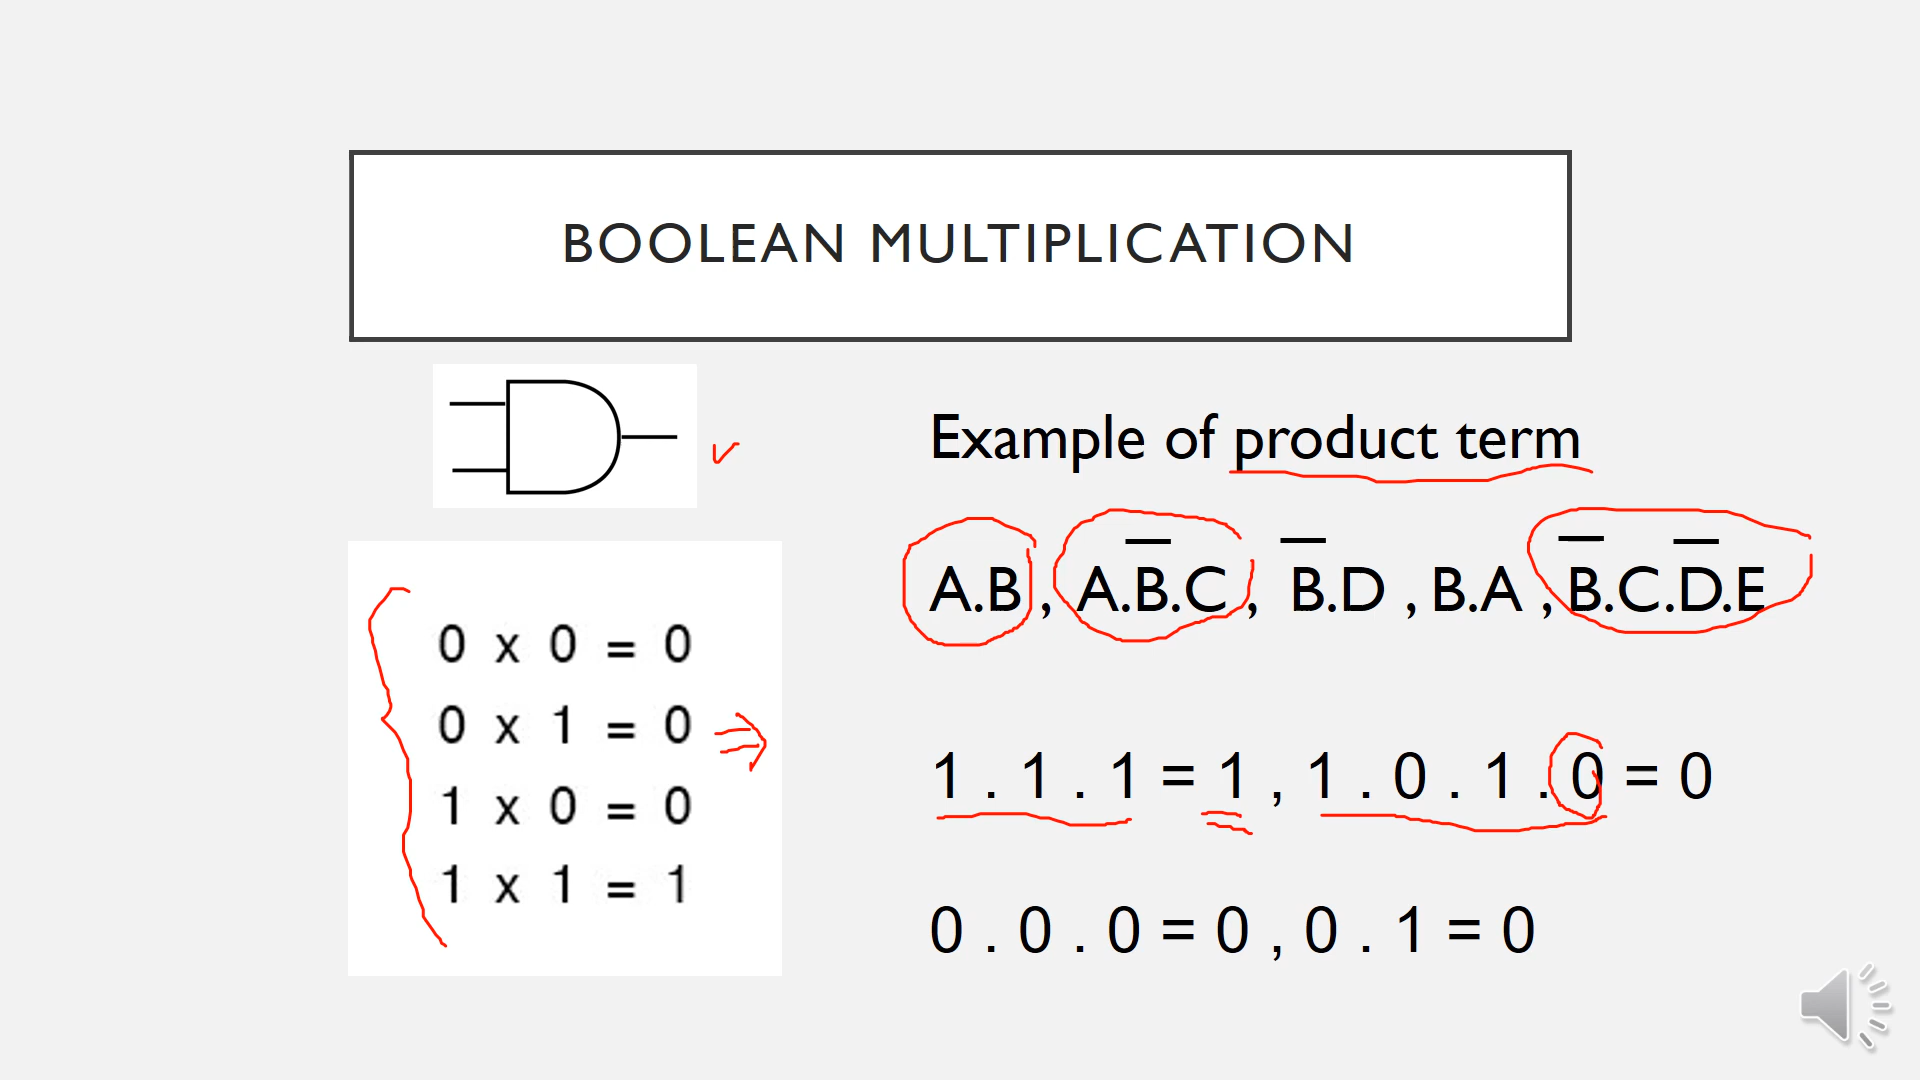 BOOLEAN MULTIPLICATION
0 x 0 = 0
0 x 1 = 0
1 x 0 = 0
1 x 1 = 1
Example of product term
A.B , A.B̅.C , B̅.D , B.A , B̅.C.D̅.E
1 . 1 . 1 = 1 , 1 . 0 . 1 . 0 = 0
0 . 0 . 0 = 0 , 0 . 1 = 0